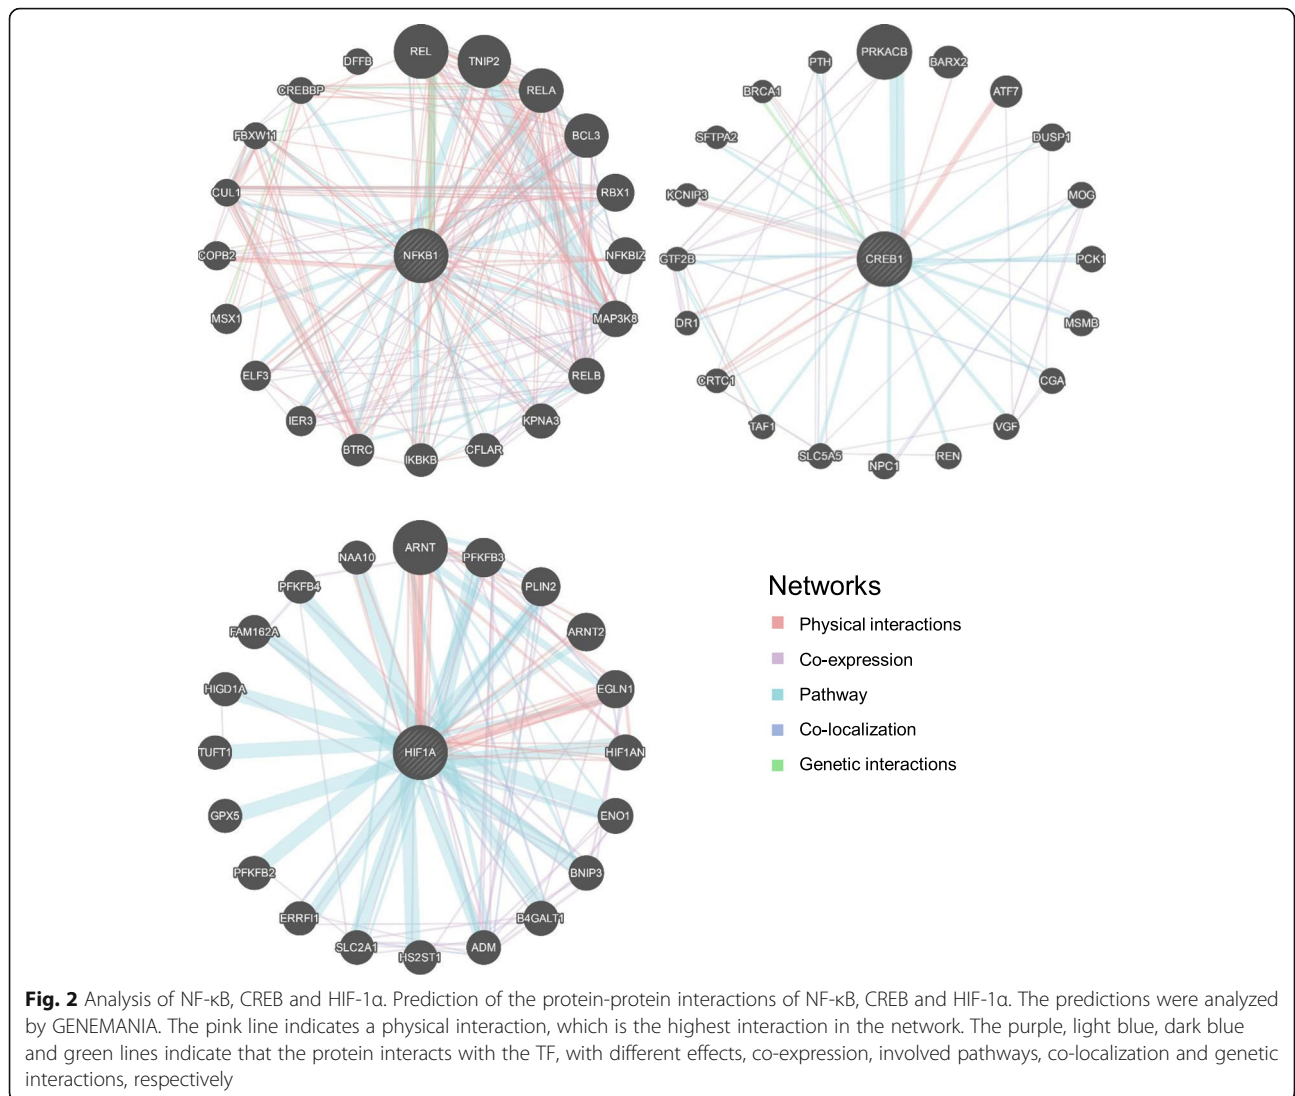 REL
TNIP2
RELA
BCL3
RBX1
NFKBIZ
MAP3K8
RELB
KPNA3
CFLAR
IKBKB
BTRC
IER3
ELF3
MSX1
COPB2
CUL1
FBXW11
CREBBP
DFFB
NFKB1
PRKACB
BARX2
ATF7
DUSP1
MOG
PCK1
MSMB
CGA
VGF
REN
NPC1
SLC5A5
TAF1
CRTC1
DR1
GTF2B
KCNIP3
SFTPA2
BRCA1
PTH
CREB1
ARNT
PFKFB3
PLIN2
ARNT2
EGLN1
HIF1AN
ENO1
BNIP3
B4GALT1
ADM
HS2ST1
SLC2A1
ERRFI1
PFKFB2
GPX5
TUFT1
HIGD1A
FAM162A
PFKFB4
NAA10
HIF1A
Networks
Physical interactions
Co-expression
Pathway
Co-localization
Genetic interactions
Fig. 2 Analysis of NF-κB, CREB and HIF-1α. Prediction of the protein-protein interactions of NF-κB, CREB and HIF-1α. The predictions were analyzed
by GENEMANIA. The pink line indicates a physical interaction, which is the highest interaction in the network. The purple, light blue, dark blue
and green lines indicate that the protein interacts with the TF, with different effects, co-expression, involved pathways, co-localization and genetic
interactions, respectively